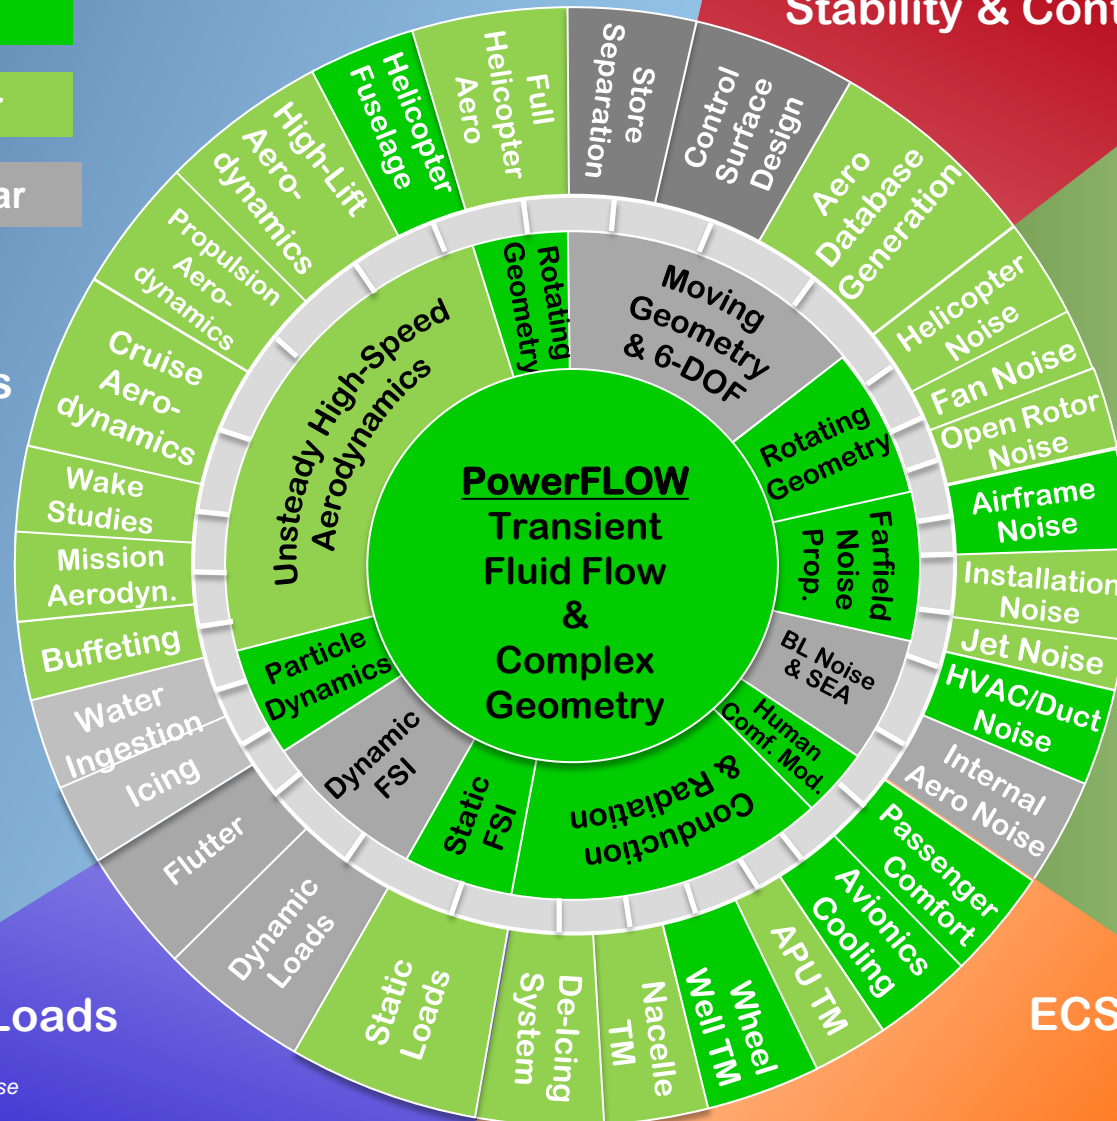 Stability & Cont
Helicopter
Fuselage
Full
Helicopter
Aero
Store
Separation
Control
Surface
Design
Aero
Database
Generation
High-Lift
Aero-
dynamics
Propulsion
Aero-
dynamics
Cruise
Aero-
dynamics
Wake
Studies
Mission
Aerodyn.
Buffeting
Water
Ingestion
Icing
Flutter
Dynamic
Loads
Static
Loads
De-Icing
System
Nacelle
TM
Wheel
Well TM
APU TM
Avionics
Cooling
Passenger
Comfort
Internal
Aero Noise
HVAC/Duct
Noise
Jet Noise
Installation
Noise
Airframe
Noise
Open Rotor
Noise
Fan Noise
Helicopter
Noise
Rotating
Geometry
Moving
Geometry
& 6-DOF
Rotating
Geometry
Farfield
Noise
Prop.
BL Noise
& SEA
Human
Comf. Mod.
Conduction
& Radiation
Static
FSI
Dynamic
FSI
Particle
Dynamics
Unsteady High-Speed
Aerodynamics
PowerFLOW
Transient
Fluid Flow
&
Complex
Geometry
ar
s
Loads
se
ECS